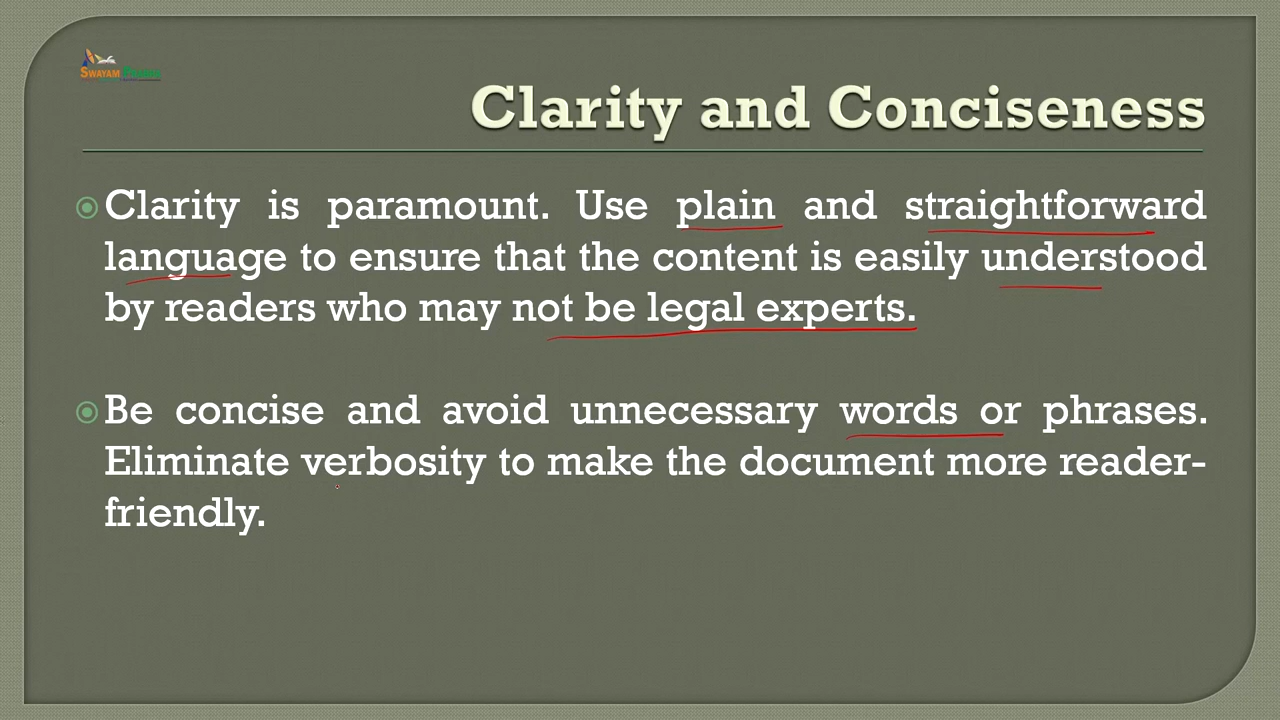 SWAYAM PRABHA
Clarity and Conciseness
Clarity is paramount. Use plain and straightforward
language to ensure that the content is easily understood
by readers who may not be legal experts.
Be concise and avoid unnecessary words or phrases.
Eliminate verbosity to make the document more reader-
friendly.